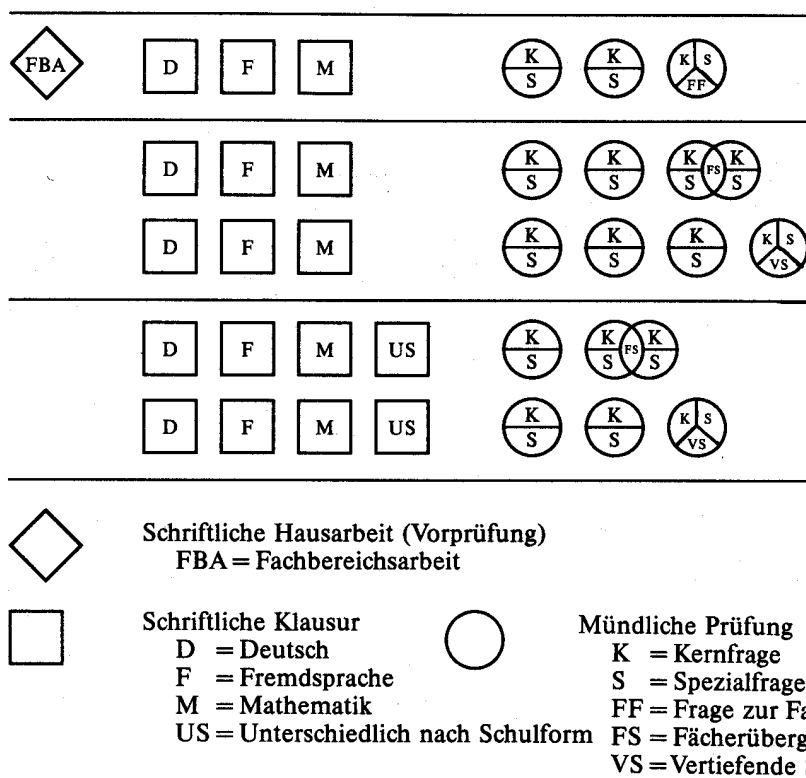 FBA D F M K S K S K S FF
D F M K S K S K S FS K S
D F M K S K S K S K S VS
D F M US K S K S FS K S
D F M US K S K S K S VS
Schriftliche Hausarbeit (Vorprüfung)
FBA = Fachbereichsarbeit
Schriftliche Klausur
D = Deutsch
F = Fremdsprache
M = Mathematik
US = Unterschiedlich nach Schulform
Mündliche Prüfung
K = Kernfrage
S = Spezialfrage
FF = Frage zur Fa
FS = Fächerüberg
VS = Vertiefende